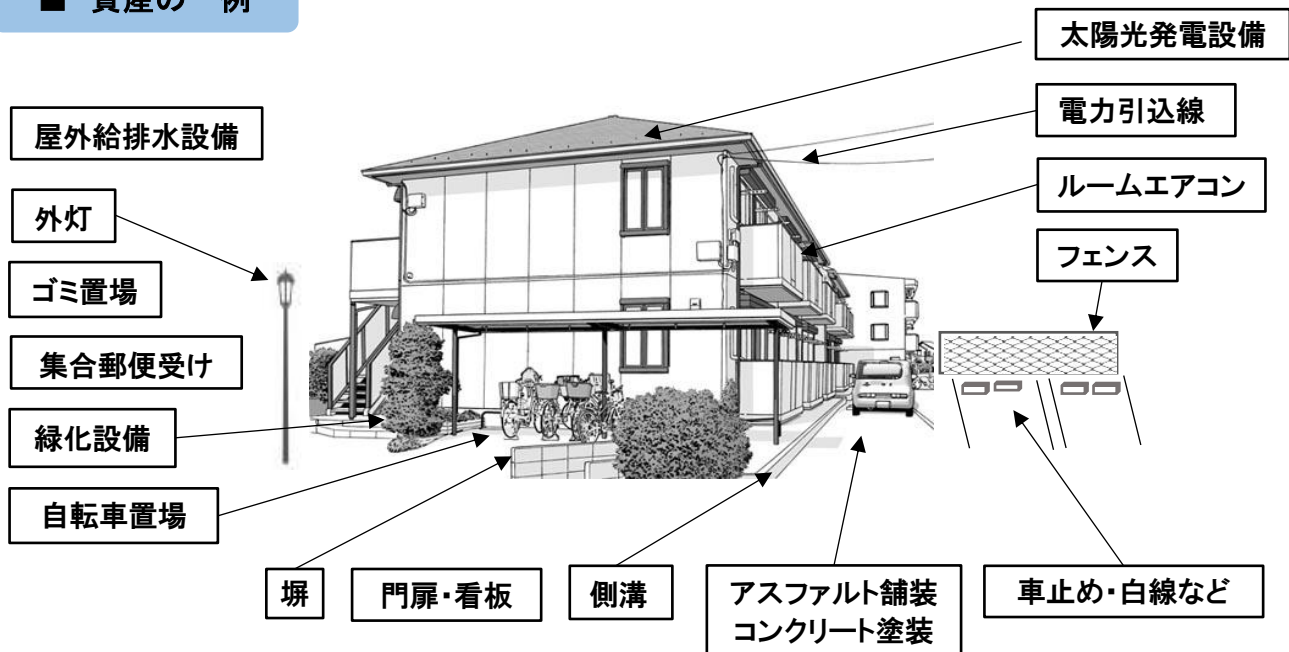 ■ 資産の一例
太陽光発電設備
屋外給排水設備
電力引込線
ルームエアコン
外灯
フェンス
ゴミ置場
集合郵便受け
緑化設備
自転車置場
塀
門扉・看板
側溝
アスファルト舗装
コンクリート塗装
車止め・白線など